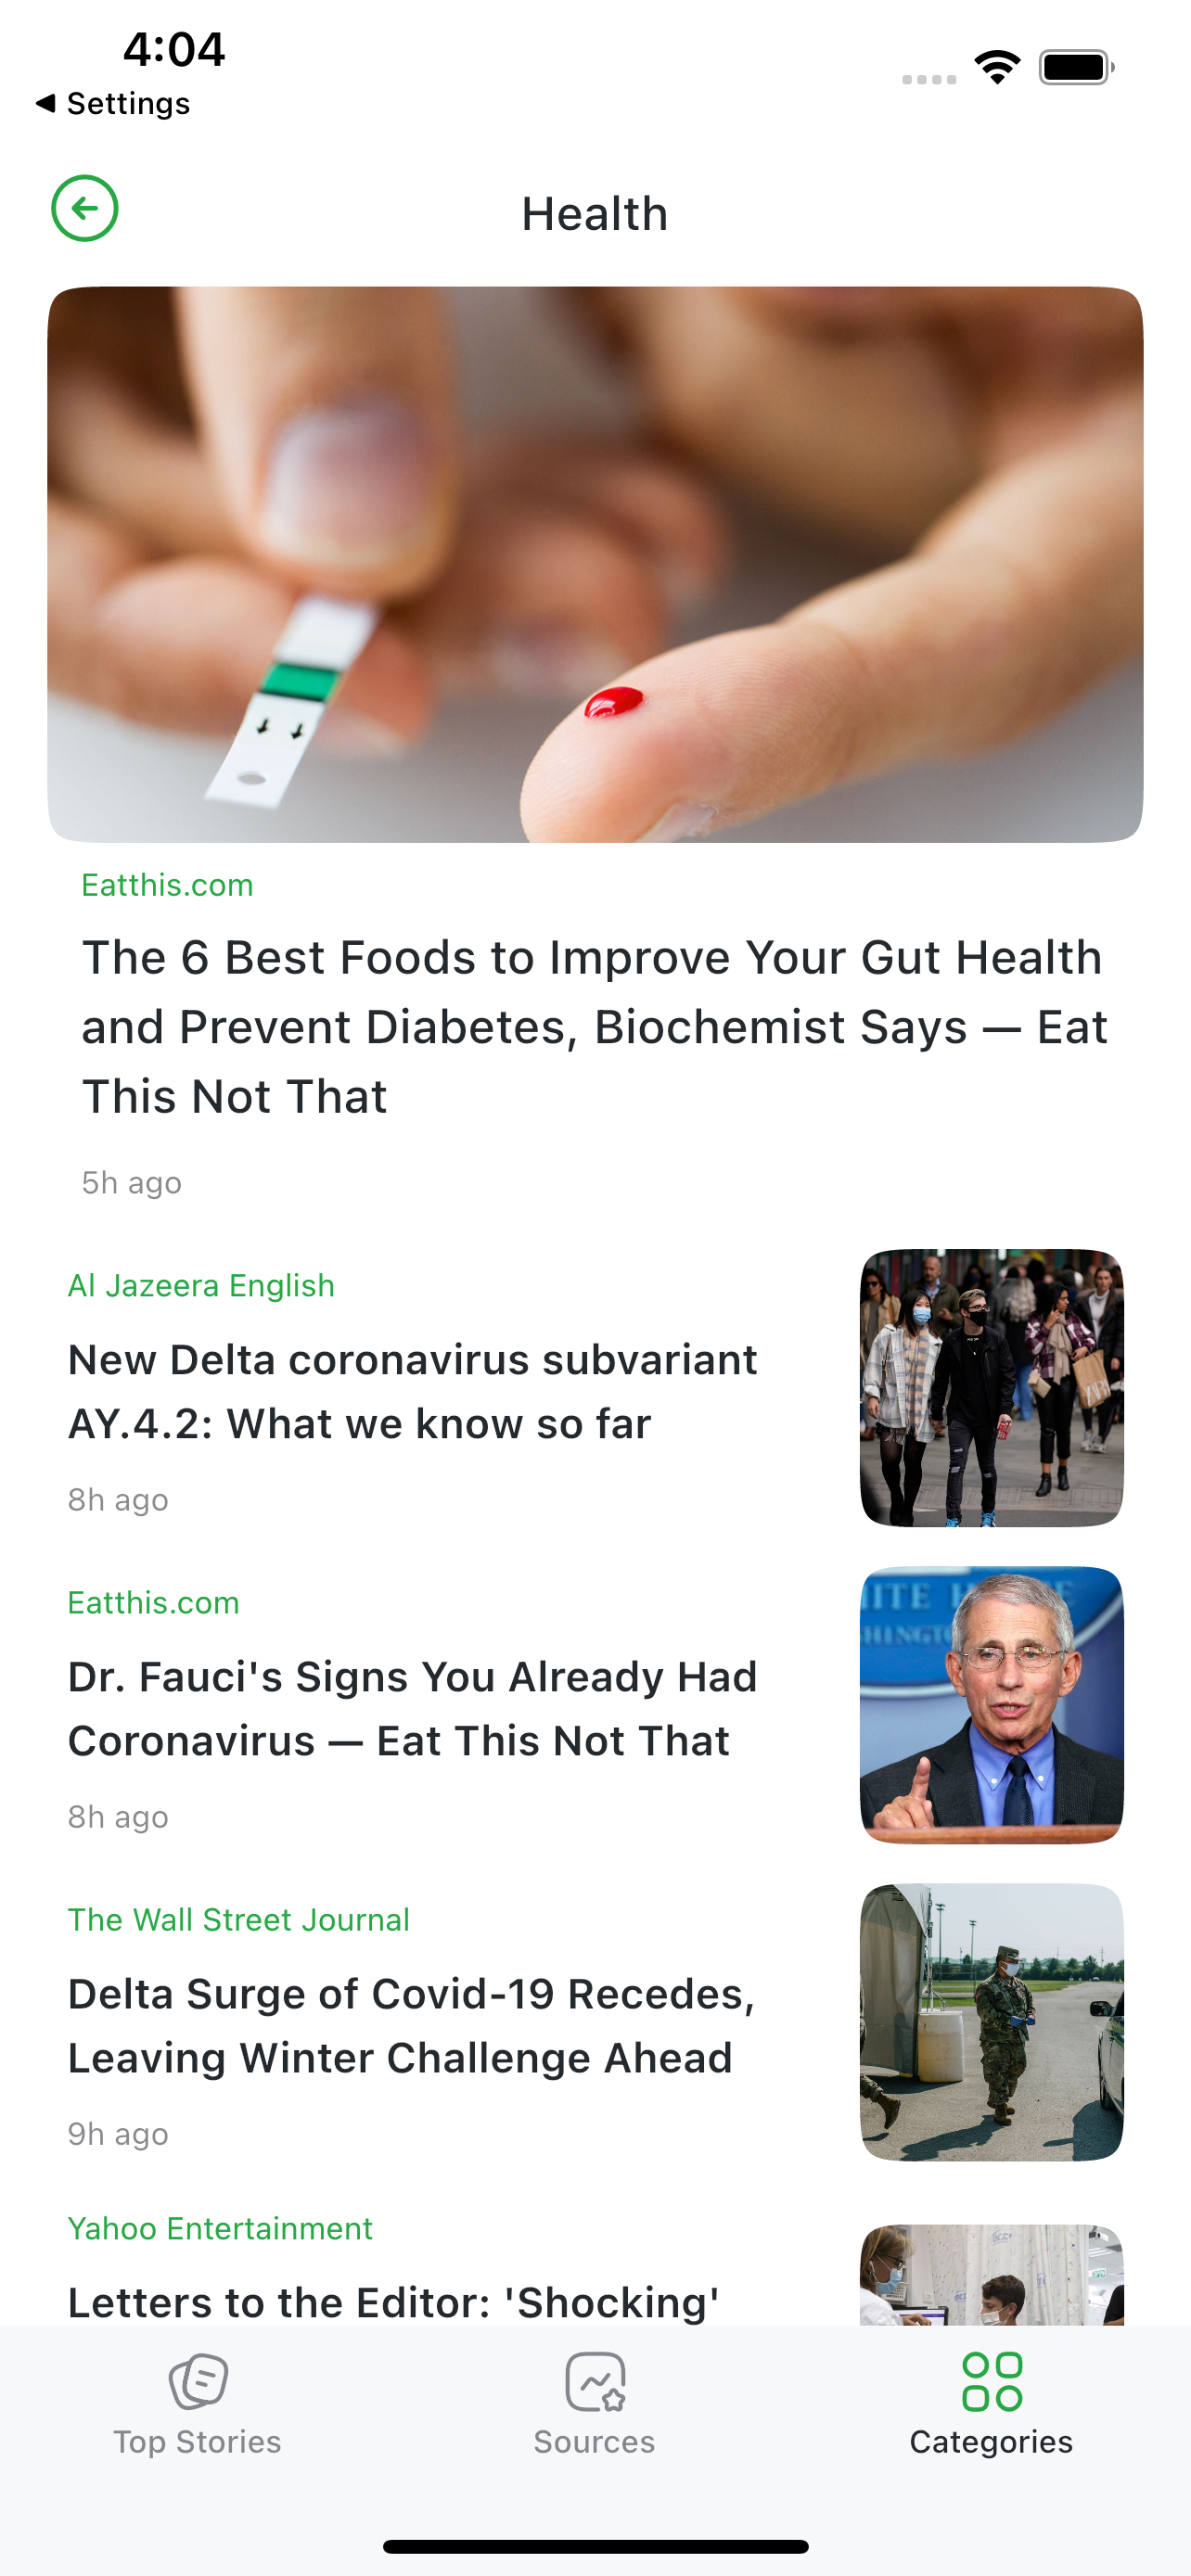 4:04
Settings
Health
Eatthis.com
The 6 Best Foods to Improve Your Gut Health
and Prevent Diabetes, Biochemist Says — Eat
This Not That
5h ago
Al Jazeera English
New Delta coronavirus subvariant
AY.4.2: What we know so far
8h ago
Eatthis.com
Dr. Fauci's Signs You Already Had
Coronavirus — Eat This Not That
8h ago
The Wall Street Journal
Delta Surge of Covid-19 Recedes,
Leaving Winter Challenge Ahead
9h ago
Yahoo Entertainment
Letters to the Editor: 'Shocking'
Top Stories
Sources
Categories